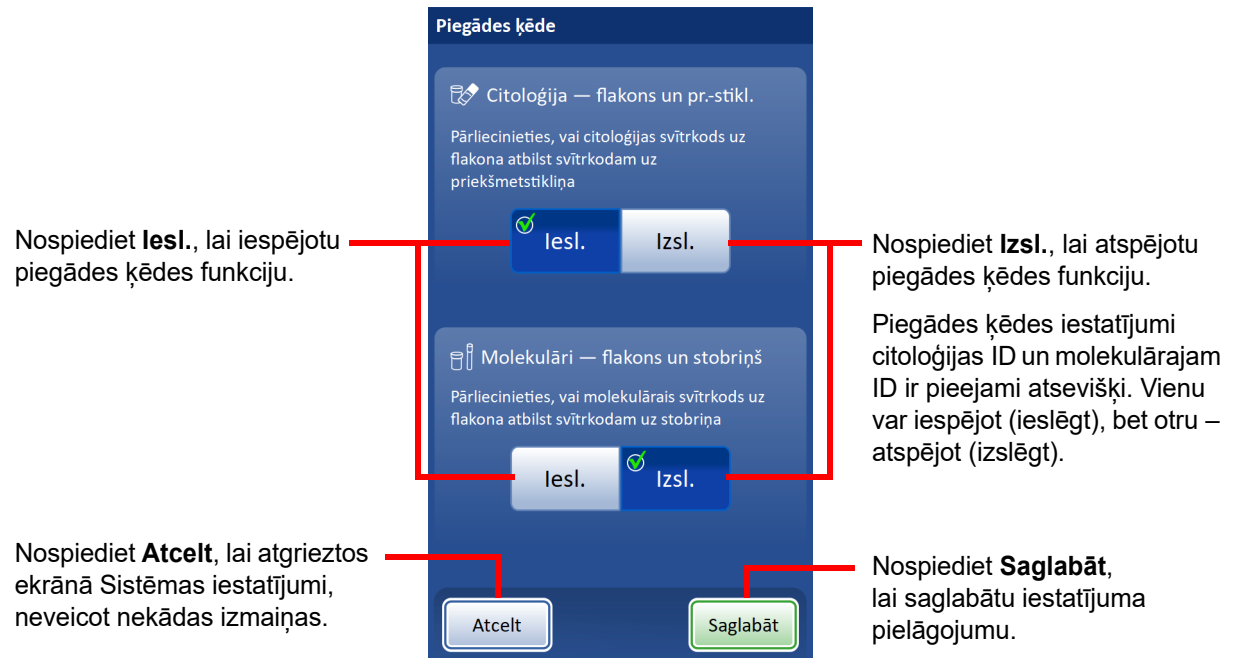 Piegādes ķēde
Citoloģija — flakons un pr.-stikl.
Pārliecinieties, vai citoloģijas svītrkods uz
flakona atbilst svītrkodam uz
priekšmetstikliņa
Iesl.
Izsl.
Nospiediet Iesl., lai iespējotu
piegādes ķēdes funkciju.
Nospiediet Izsl., lai atspējotu
piegādes ķēdes funkciju.
Piegādes ķēdes iestatījumi
citoloģijas ID un molekulārajam
ID ir pieejami atsevišķi. Vienu
var iespējot (ieslēgt), bet otru –
atspējot (izslēgt).
Molekulāri — flakons un stobriņš
Pārliecinieties, vai molekulārais svītrkods uz
flakona atbilst svītrkodam uz stobriņa
Iesl.
Izsl.
Nospiediet Atcelt, lai atgrieztos
ekrānā Sistēmas iestatījumi,
neveicot nekādas izmaiņas.
Atcelt
Saglabāt
Nospiediet Saglabāt,
lai saglabātu iestatījuma
pielāgojumu.